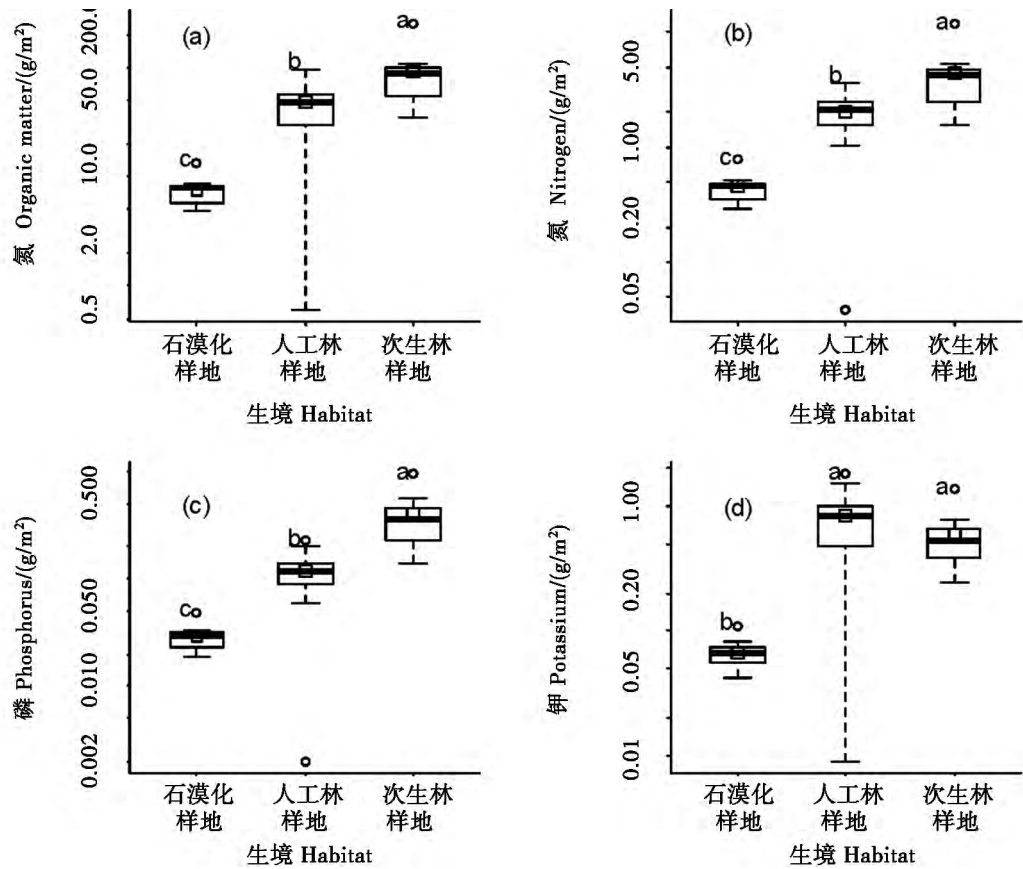 氮 Organic matter/(g/m²)
200.0
50.0
10.0
2.0
0.5
(a)
c
b
a
石漠化
样地
人工林
样地
次生林
样地
生境 Habitat
氮 Nitrogen/(g/m²)
5.00
1.00
0.20
0.05
(b)
c
b
a
石漠化
样地
人工林
样地
次生林
样地
生境 Habitat
磷 Phosphorus/(g/m²)
0.500
0.050
0.010
0.002
(c)
c
b
a
石漠化
样地
人工林
样地
次生林
样地
生境 Habitat
钾 Potassium/(g/m²)
1.00
0.20
0.05
0.01
(d)
b
a
a
石漠化
样地
人工林
样地
次生林
样地
生境 Habitat